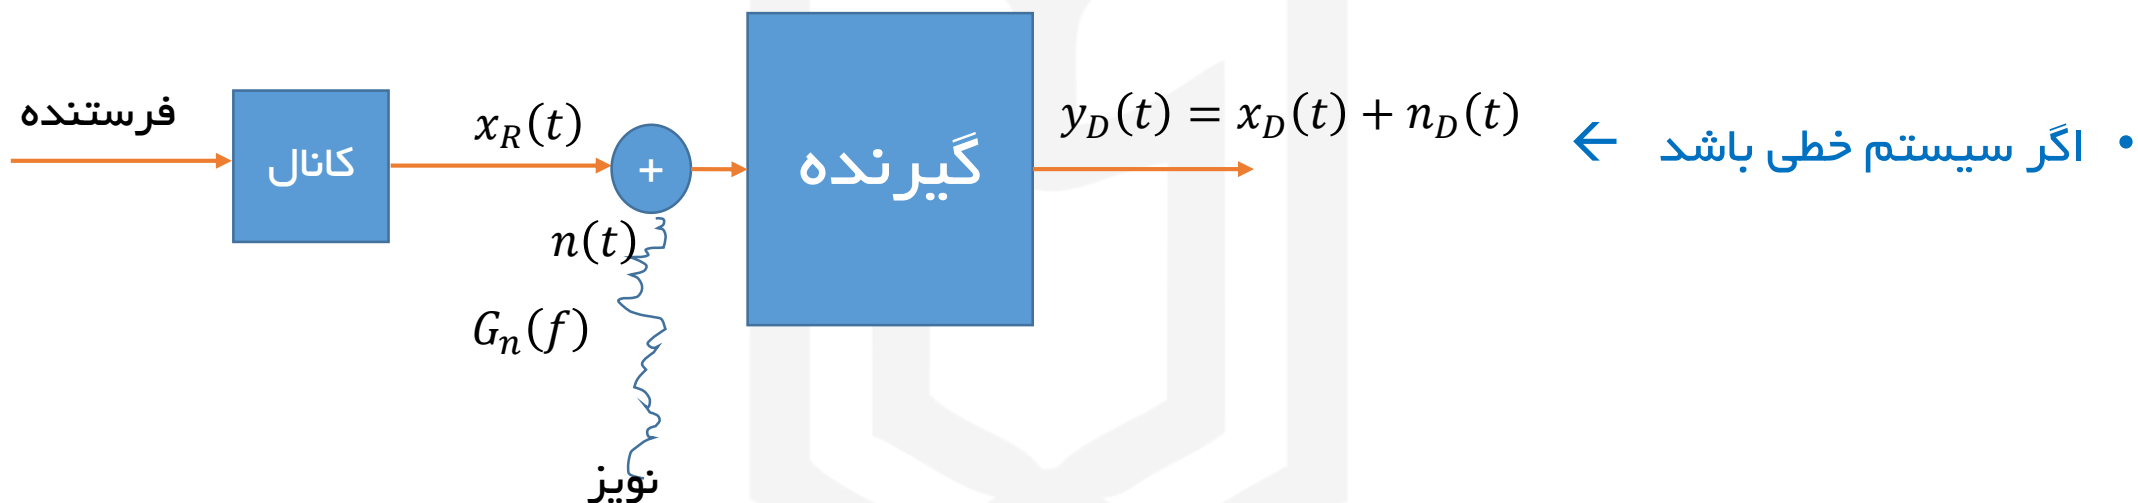 • اگر سیستم خطی باشد ←
y_D(t) = x_D(t) + n_D(t)
فرستنده
کانال
x_R(t)
+
گیرنده
n(t)
G_n(f)
نویز